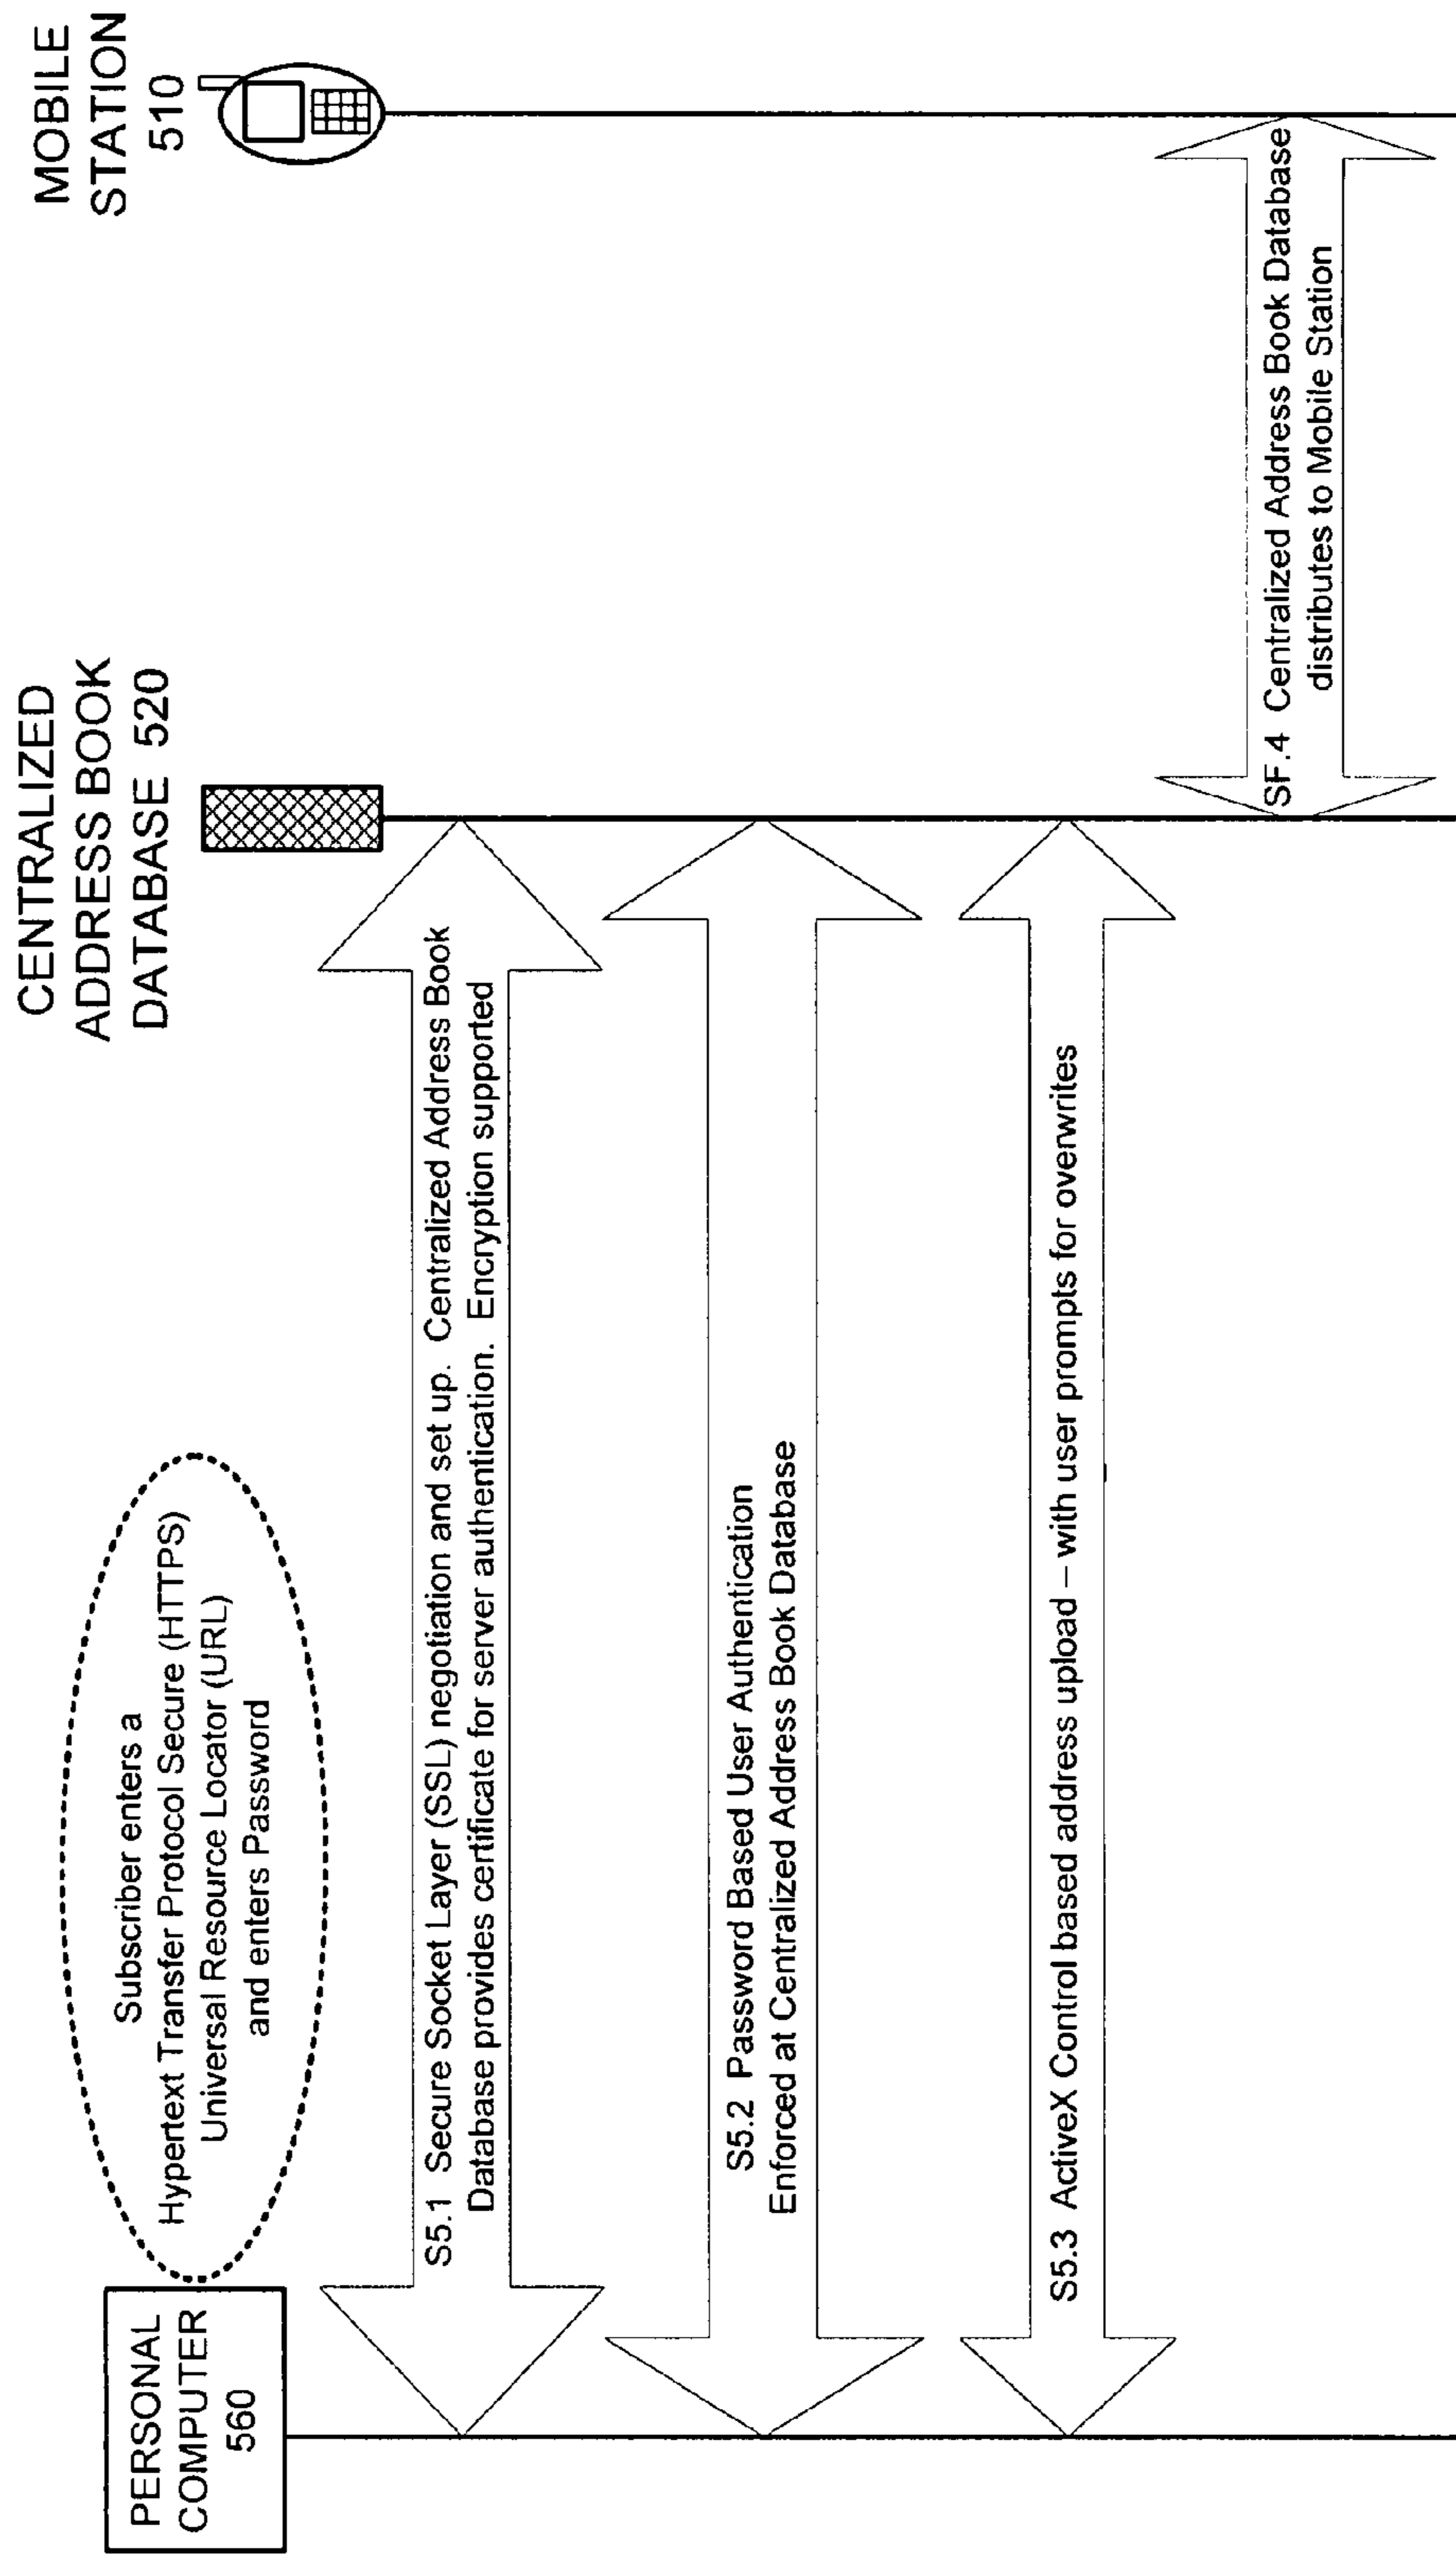 PERSONAL
COMPUTER
560
Subscriber enters a
Hypertext Transfer Protocol Secure (HTTPS)
Universal Resource Locator (URL)
and enters Password
CENTRALIZED
ADDRESS BOOK
DATABASE 520
MOBILE
STATION
510
S5.1 Secure Socket Layer (SSL) negotiation and set up. Centralized Address Book
Database provides certificate for server authentication. Encryption supported
S5.2 Password Based User Authentication
Enforced at Centralized Address Book Database
S5.3 ActiveX Control based address upload – with user prompts for overwrites
SF.4 Centralized Address Book Database
distributes to Mobile Station